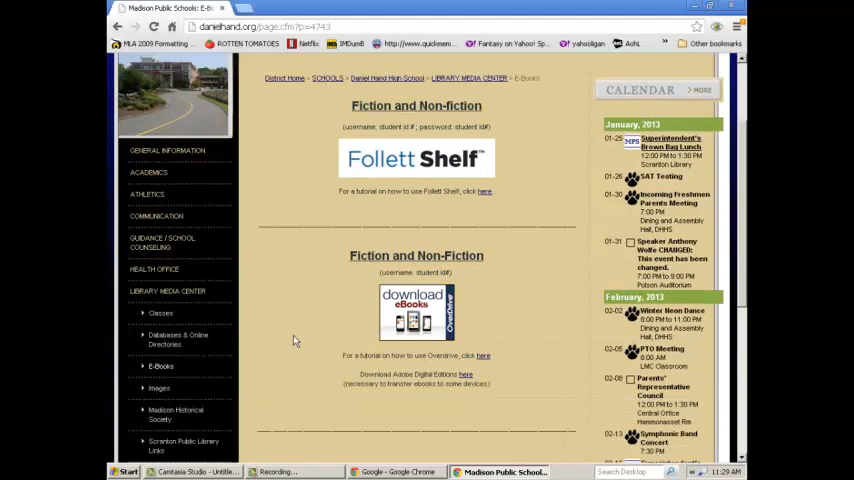 Madison Public Schools: E-Bo
danielhand.org/page.cfm?p=4743
MLA 2009 Formatting ...
ROTTEN TOMATOES
Netflix
IMDumB
http://www.quickmem...
Fantasy on Yahoo! Sp...
yahooligan
AohL
»
Other bookmarks
District Home > SCHOOLS > Daniel Hand High School > LIBRARY MEDIA CENTER > E-Books
Fiction and Non-fiction
(username: student id # ; password: student id#)
Follett Shelf™
For a tutorial on how to use Follett Shelf, click here.
Fiction and Non-Fiction
(username: student id#)
download
eBooks
OverDrive
For a tutorial on how to use Overdrive, click here
Download Adobe Digital Editions here
(necessary to transfer ebooks to some devices)
GENERAL INFORMATION
ACADEMICS
ATHLETICS
COMMUNICATION
GUIDANCE / SCHOOL
COUNSELING
HEALTH OFFICE
LIBRARY MEDIA CENTER
Classes
Databases & Online
Directories
E-Books
Images
Madison Historical
Society
Scranton Public Library
Links
CALENDAR > MORE
January, 2013
01-25 MPS Superintendent's
Brown Bag Lunch
12:00 PM to 1:30 PM
Scranton Library
01-26 SAT Testing
01-30 Incoming Freshmen
Parents Meeting
7:00 PM
Dining and Assembly
Hall, DHHS
01-31 Speaker Anthony
Wolfe CHANGED:
This event has been
changed.
7:00 PM to 9:00 PM
Polson Auditorium
February, 2013
02-02 Winter Neon Dance
8:00 PM to 11:00 PM
Dining and Assembly
Hall, DHHS
02-05 PTO Meeting
8:00 AM
LMC Classroom
02-08 Parents'
Representative
Council
12:00 PM to 1:30 PM
Central Office
Hammonasset Rm
02-13 Symphonic Band
Concert
7:30 PM
Start
Camtasia Studio - Untitle...
Recording...
Google - Google Chrome
Madison Public School...
Search Desktop
11:29 AM